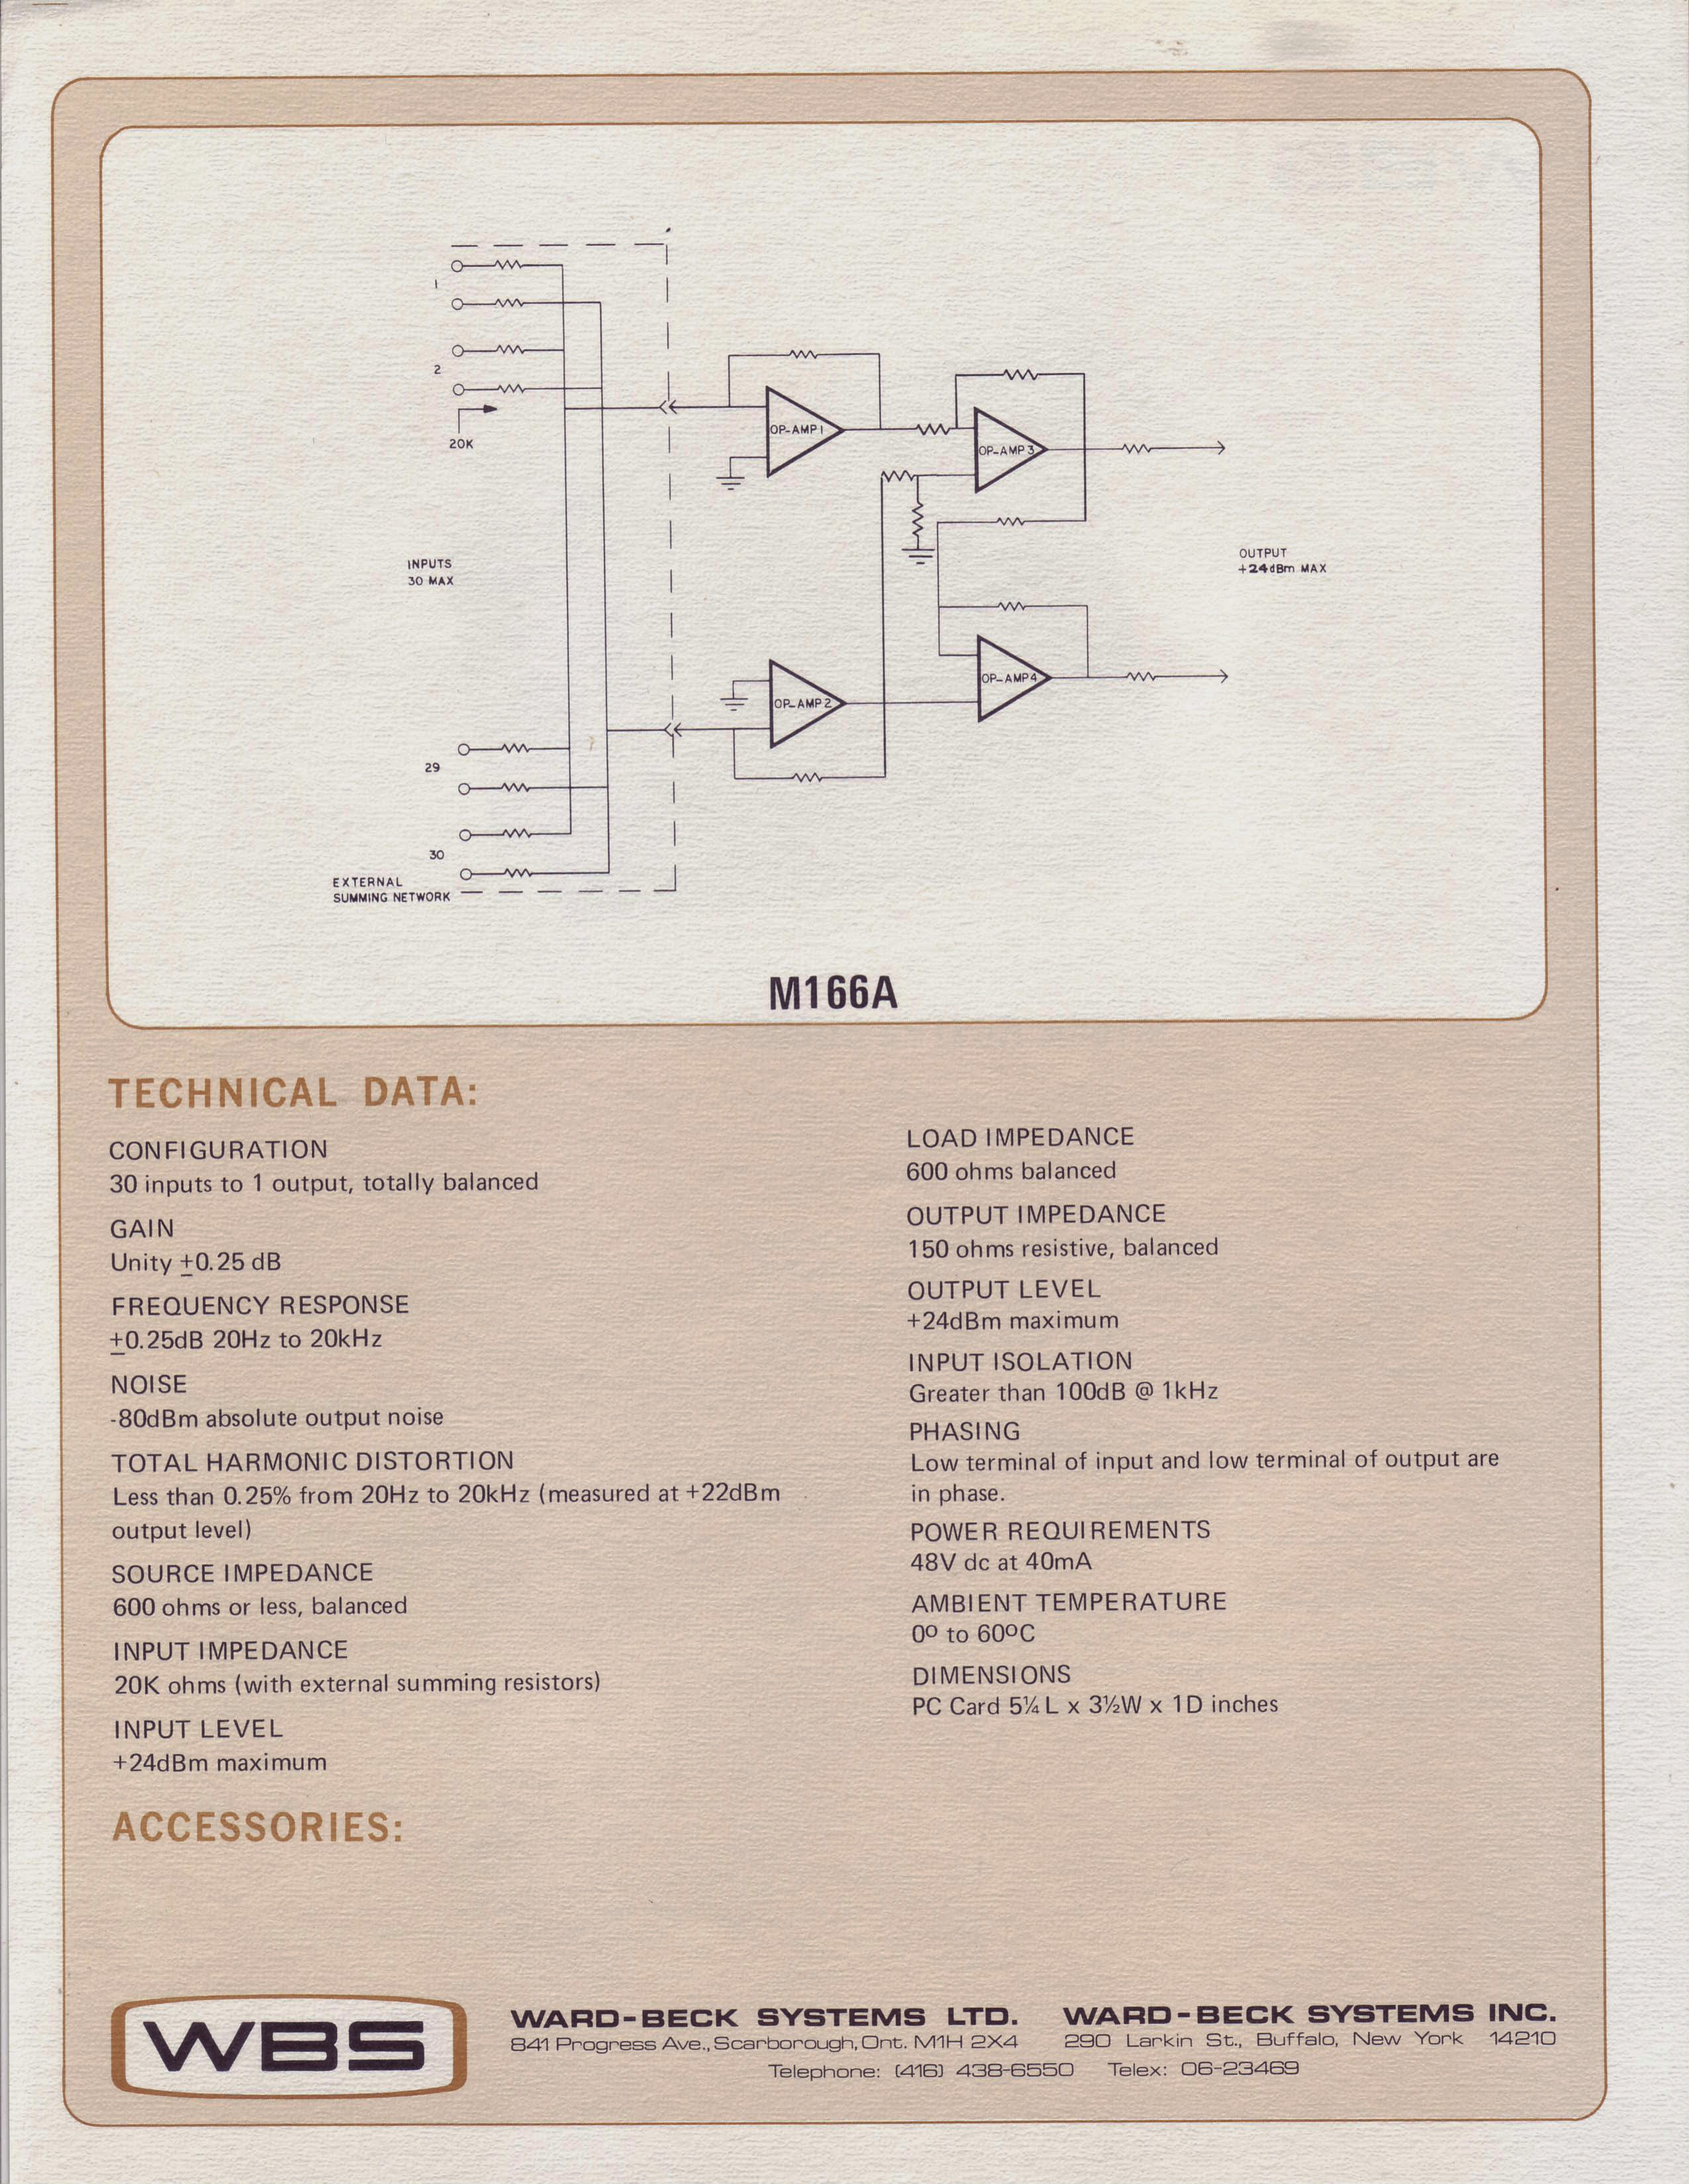 1
2
20K
OP-AMP 1
OP-AMP 3
INPUTS
30 MAX
OUTPUT
+24dBm MAX
OP-AMP 2
OP-AMP 4
29
30
EXTERNAL
SUMMING NETWORK
M166A
TECHNICAL DATA:
CONFIGURATION
30 inputs to 1 output, totally balanced
GAIN
Unity ±0.25 dB
FREQUENCY RESPONSE
±0.25dB 20Hz to 20kHz
NOISE
-80dBm absolute output noise
TOTAL HARMONIC DISTORTION
Less than 0.25% from 20Hz to 20kHz (measured at +22dBm
output level)
SOURCE IMPEDANCE
600 ohms or less, balanced
INPUT IMPEDANCE
20K ohms (with external summing resistors)
INPUT LEVEL
+24dBm maximum
LOAD IMPEDANCE
600 ohms balanced
OUTPUT IMPEDANCE
150 ohms resistive, balanced
OUTPUT LEVEL
+24dBm maximum
INPUT ISOLATION
Greater than 100dB @ 1kHz
PHASING
Low terminal of input and low terminal of output are
in phase.
POWER REQUIREMENTS
48V dc at 40mA
AMBIENT TEMPERATURE
0º to 60ºC
DIMENSIONS
PC Card 5¼ L x 3½W x 1D inches
ACCESSORIES:
WBS
WARD-BECK SYSTEMS LTD. WARD-BECK SYSTEMS INC.
841 Progress Ave., Scarborough, Ont. M1H 2X4 290 Larkin St., Buffalo, New York 14210
Telephone: (416) 438-6550 Telex: 06-23469